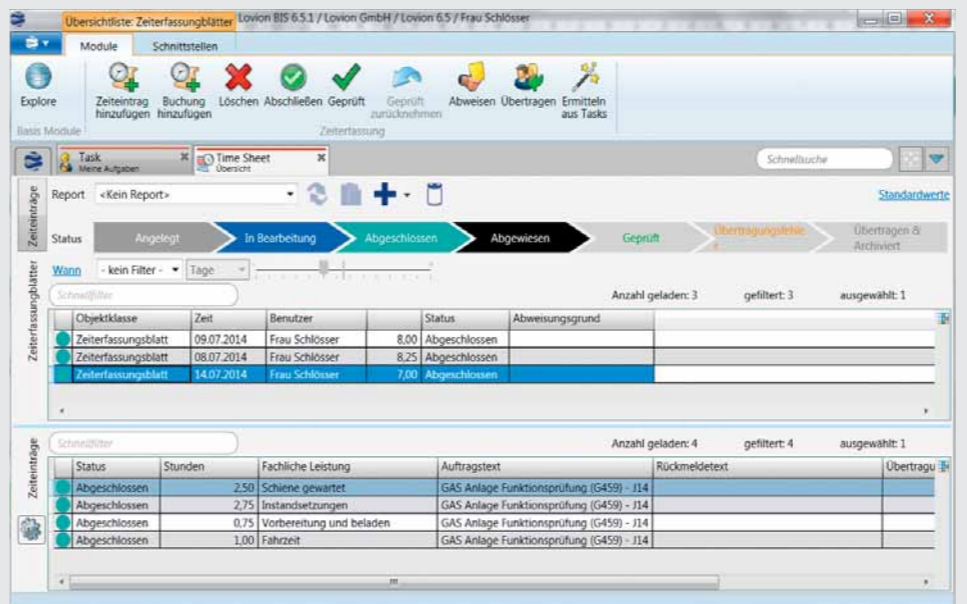 Übersichtliste: Zeiterfassungblätter Lovion BIS 6.5.1 / Lovion GmbH / Lovion 6.5 / Frau Schlösser
Module Schnittstellen
Explore Zeiteintrag hinzufügen Buchung hinzufügen Löschen Abschließen Geprüft Geprüft zurücknehmen Abweisen Übertragen Ermitteln aus Tasks
Basis Module Zeiterfassung
Task Meine Aufgaben Time Sheet Übersicht Schnellsuche
Zeiteinträge
Zeiterfassungblätter
Report <Kein Report> Standardwerte
Status Angelegt In Bearbeitung Abgeschlossen Abgewiesen Geprüft Übertragungsfehle r Übertragen & Archiviert
Wann - kein Filter - Tage
Schnellfilter Anzahl geladen: 3 gefiltert: 3 ausgewählt: 1
Objektklasse Zeit Benutzer Status Abweisungsgrund
Zeiterfassungsblatt 09.07.2014 Frau Schlösser 8,00 Abgeschlossen
Zeiterfassungsblatt 08.07.2014 Frau Schlösser 8,25 Abgeschlossen
Zeiterfassungsblatt 14.07.2014 Frau Schlösser 7,00 Abgeschlossen
Zeiteinträge
Schnellfilter Anzahl geladen: 4 gefiltert: 4 ausgewählt: 1
Status Stunden Fachliche Leistung Auftragstext Rückmeldetext Übertragu
Abgeschlossen 2,50 Schiene gewartet GAS Anlage Funktionsprüfung (G459) - J14
Abgeschlossen 2,75 Instandsetzungen GAS Anlage Funktionsprüfung (G459) - J14
Abgeschlossen 0,75 Vorbereitung und beladen GAS Anlage Funktionsprüfung (G459) - J14
Abgeschlossen 1,00 Fahrzeit GAS Anlage Funktionsprüfung (G459) - J14